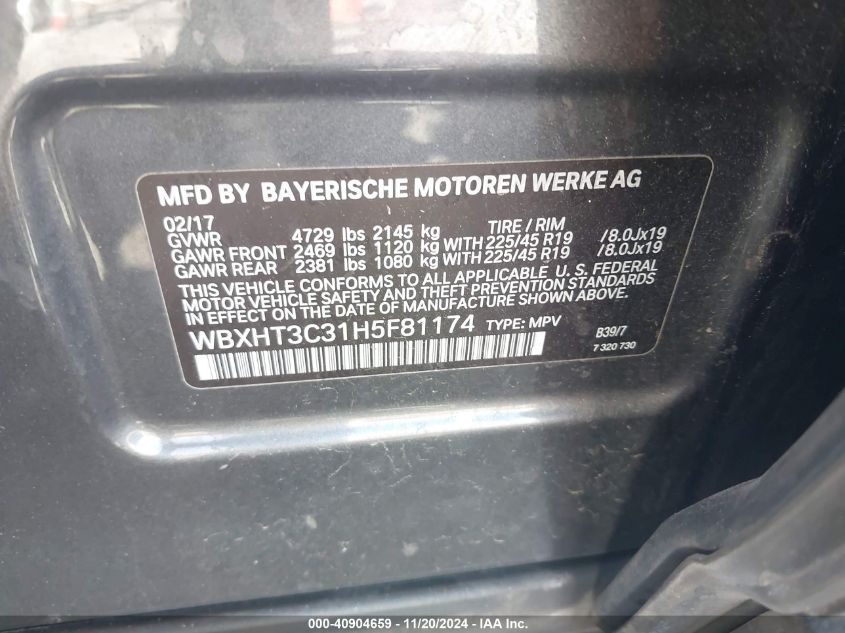 MFD BY BAYERISCHE MOTOREN WERKE AG
02/17
GVWR 4729 lbs 2145 kg TIRE / RIM
GAWR FRONT 2469 lbs 1120 kg WITH 225/45 R19 /8.0Jx19
GAWR REAR 2381 lbs 1080 kg WITH 225/45 R19 /8.0Jx19
THIS VEHICLE CONFORMS TO ALL APPLICABLE U.S. FEDERAL
MOTOR VEHICLE SAFETY AND THEFT PREVENTION STANDARDS
IN EFFECT ON THE DATE OF MANUFACTURE SHOWN ABOVE.
WBXHT3C31H5F81174 TYPE: MPV B39/7
7 320 730
000-40904659 - 11/20/2024 - IAA Inc.